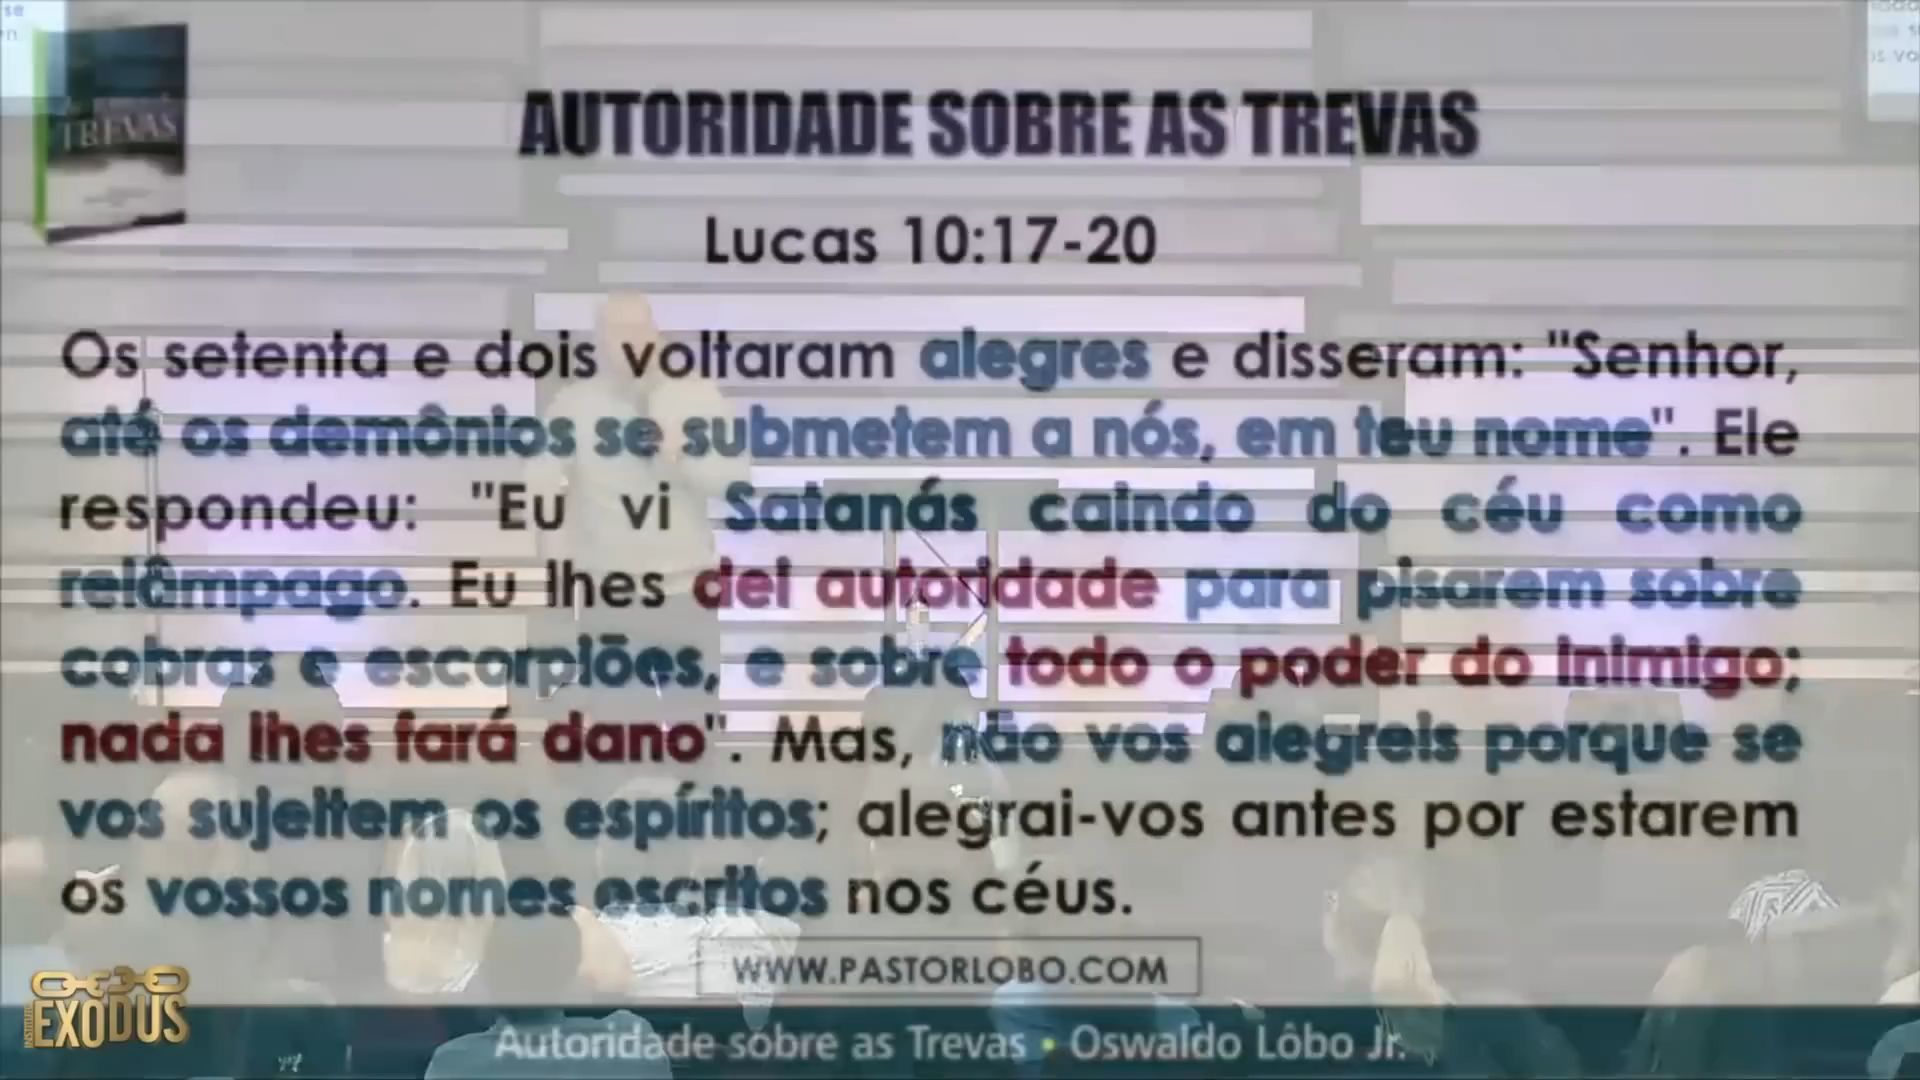 TREVAS
AUTORIDADE SOBRE AS TREVAS
Lucas 10:17-20
Os setenta e dois voltaram alegres e disseram: "Senhor,
até os demônios se submetem a nós, em teu nome". Ele
respondeu: "Eu vi Satanás caindo do céu como
relâmpago. Eu lhes dei autoridade para pisarem sobre
cobras e escorpiões, e sobre todo o poder do inimigo;
nada lhes fará dano". Mas, não vos alegreis porque se
vos sujeitem os espíritos; alegrai-vos antes por estarem
os vossos nomes escritos nos céus.
WWW.PASTORLOBO.COM
EXODUS
Autoridade sobre as Trevas • Oswaldo Lôbo Jr.